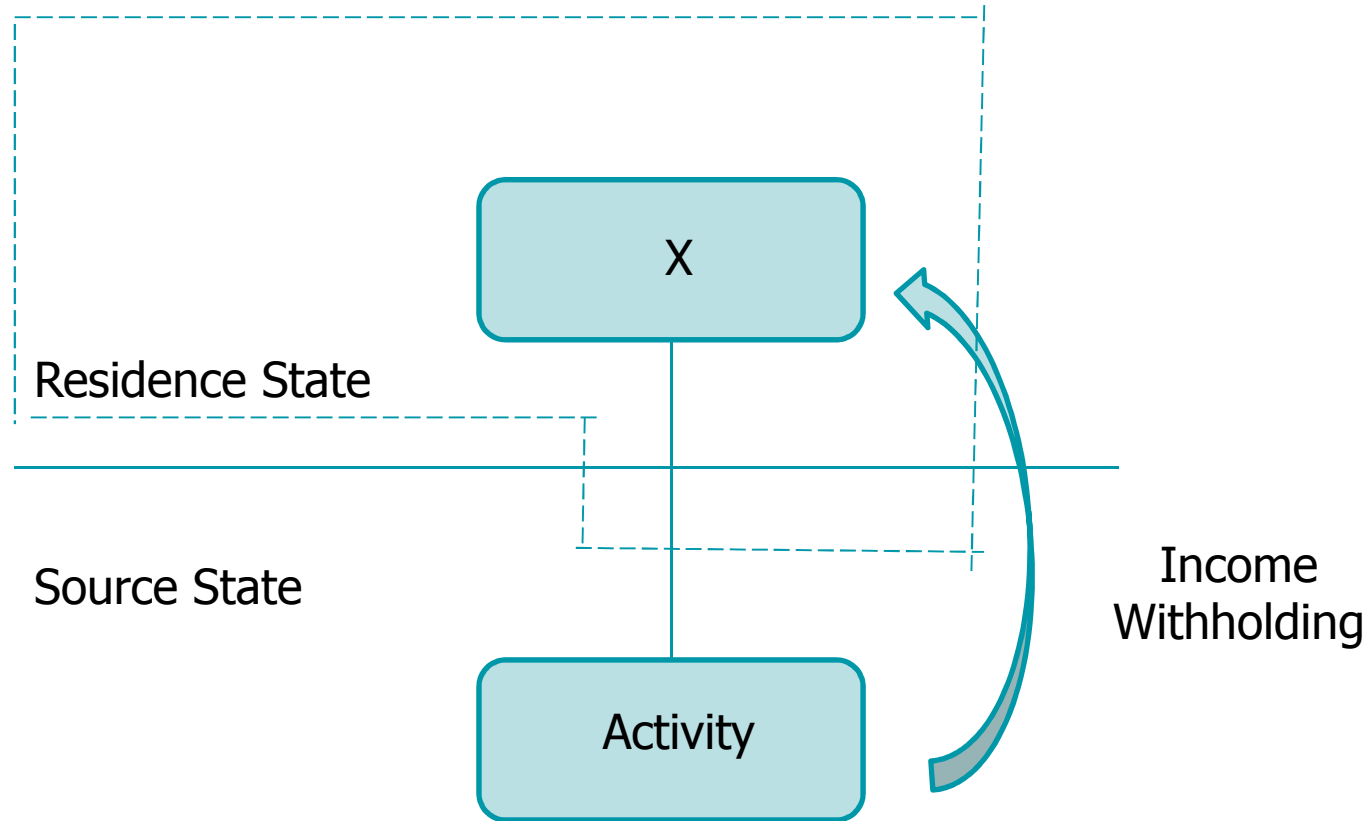 X
Residence State
Source State
Income
Withholding
Activity